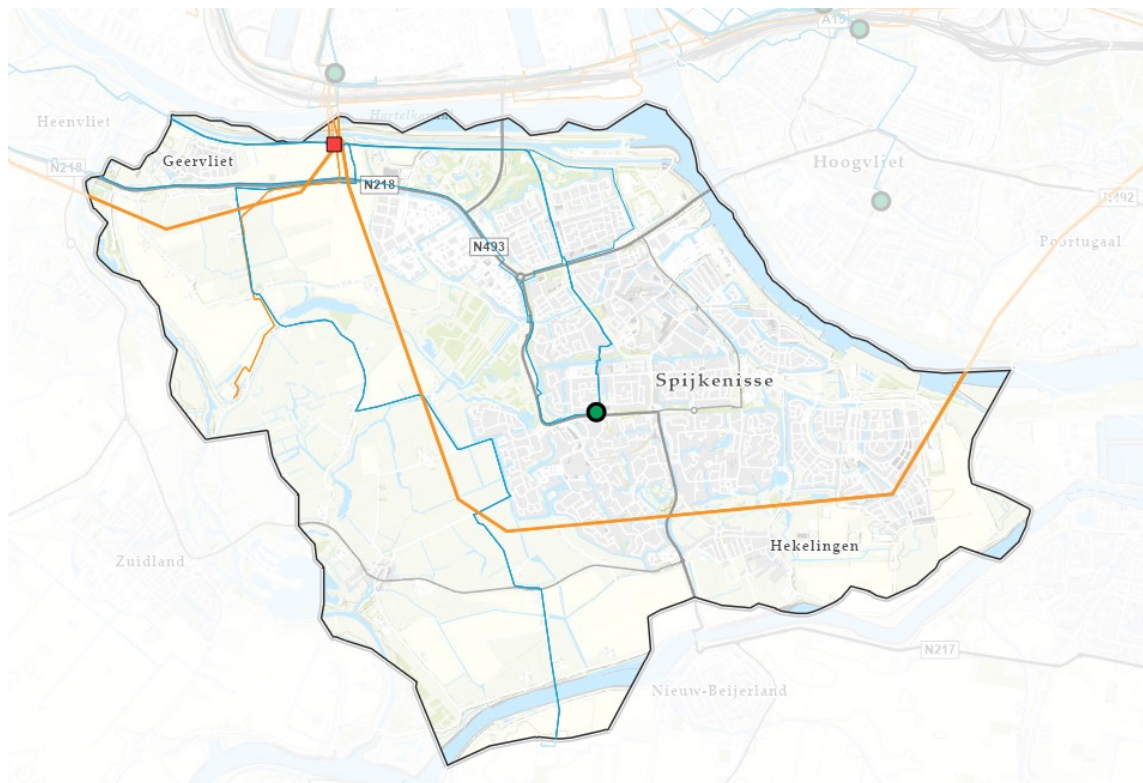 A15
Heenvliet
Hartelkanaal
N218
Geervliet
Hoogvliet
N218
N492
N493
Poortugaal
Spijkenisse
Hekelingen
Zuidland
N217
Nieuw-Beijerland